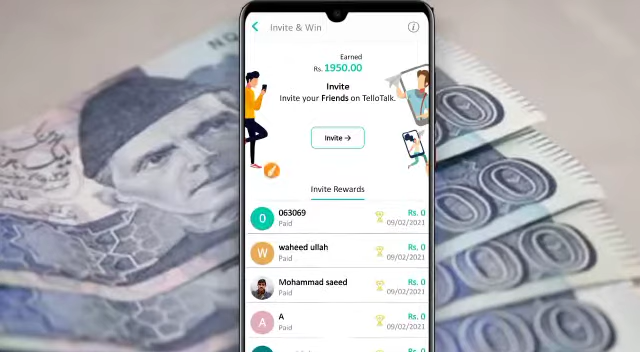 Invite & Win
Earned
Rs. 1950.00
Invite
Invite your Friends on TelloTalk.
Invite →
Invite Rewards
0
063069
Paid
Rs. 0
09/02/2021
W
waheed ullah
Paid
Rs. 0
09/02/2021
Mohammad saeed
Paid
Rs. 0
09/02/2021
A
A
Paid
Rs. 0
09/02/2021